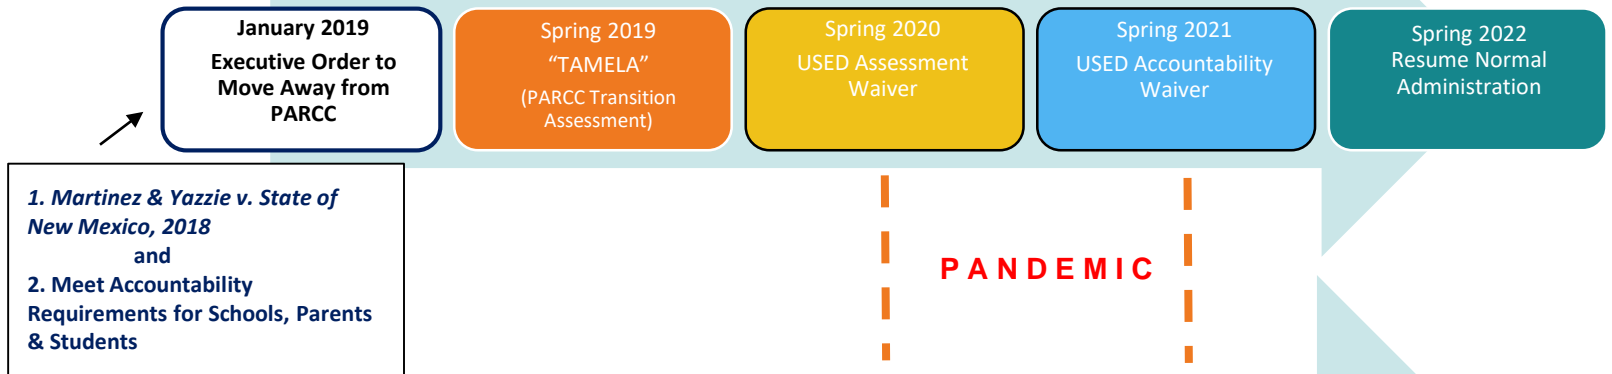 January 2019
Executive Order to
Move Away from
PARCC
Spring 2019
“TAMELA”
(PARCC Transition
Assessment)
Spring 2020
USED Assessment
Waiver
Spring 2021
USED Accountability
Waiver
Spring 2022
Resume Normal
Administration
1. Martinez & Yazzie v. State of
New Mexico, 2018
and
2. Meet Accountability
Requirements for Schools, Parents
& Students
PANDEMIC